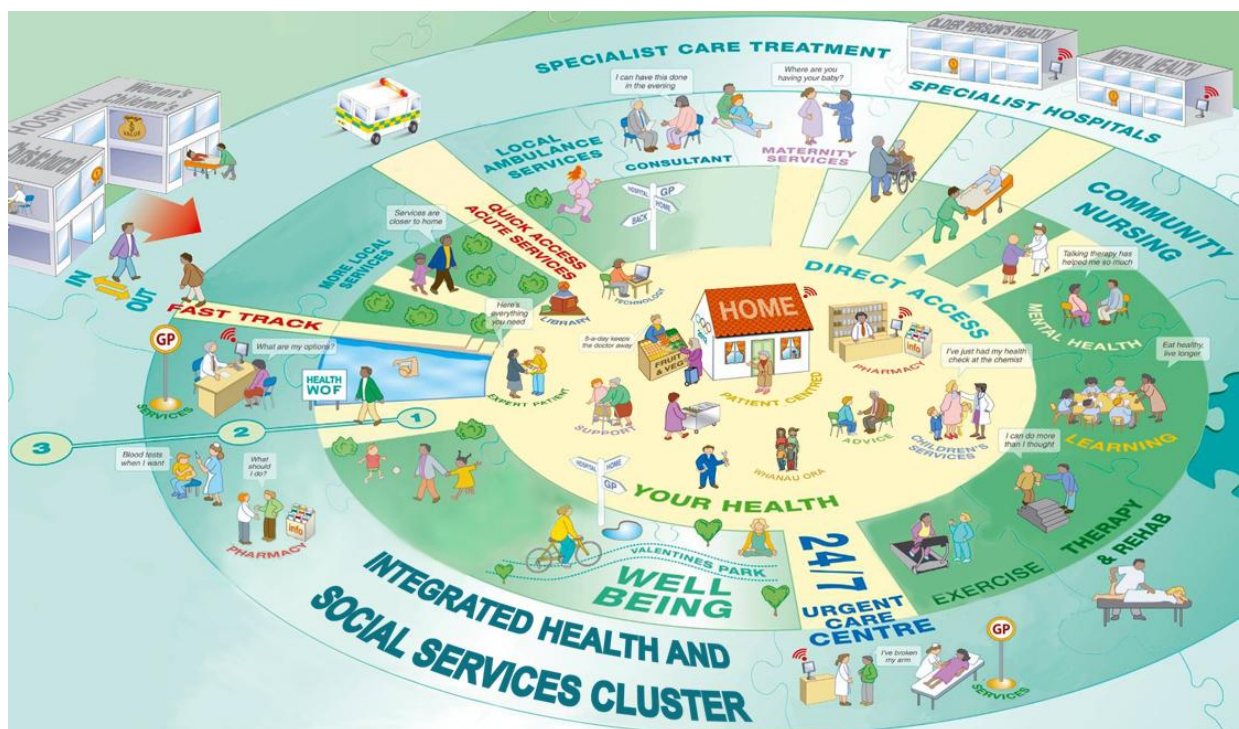 HOSPITAL
Women's
Children's
$
VALUE
Christchurch
IN
OUT
SPECIALIST CARE TREATMENT
OLDER PERSON'S HEALTH
MENTAL HEALTH
SPECIALIST HOSPITALS
LOCAL
AMBULANCE
SERVICES
I can have this done
in the evening
CONSULTANT
Where are you
having your baby?
MATERNITY
SERVICES
COMMUNITY
NURSING
QUICK ACCESS
ACUTE SERVICES
MORE LOCAL
SERVICES
Services are
closer to home
HOSPITAL
GP
HOME
BACK
DIRECT ACCESS
Talking therapy has
helped me so much
MENTAL HEALTH
Eat healthy,
live longer
LEARNING
FAST TRACK
GP
SERVICES
What are my options?
HEALTH
WOF
Here's
everything
you need
EXPERT PATIENT
LIBRARY
TECHNOLOGY
HOME
5-a-day keeps
the doctor away
FRUIT
& VEG
PATIENT CENTRED
info
PHARMACY
I've just had my health
check at the chemist
CHILDREN'S
SERVICES
ADVICE
SUPPORT
WHANAU ORA
YOUR HEALTH
I can do more
than I thought
THERAPY
& REHAB
EXERCISE
3
2
1
Blood tests
when I want
What
should
I do?
info
PHARMACY
HOSPITAL
HOME
GP
VALENTINES PARK
WELL
BEING
24/7
URGENT
CARE
CENTRE
I've broken
my arm
GP
SERVICES
INTEGRATED HEALTH AND
SOCIAL SERVICES CLUSTER